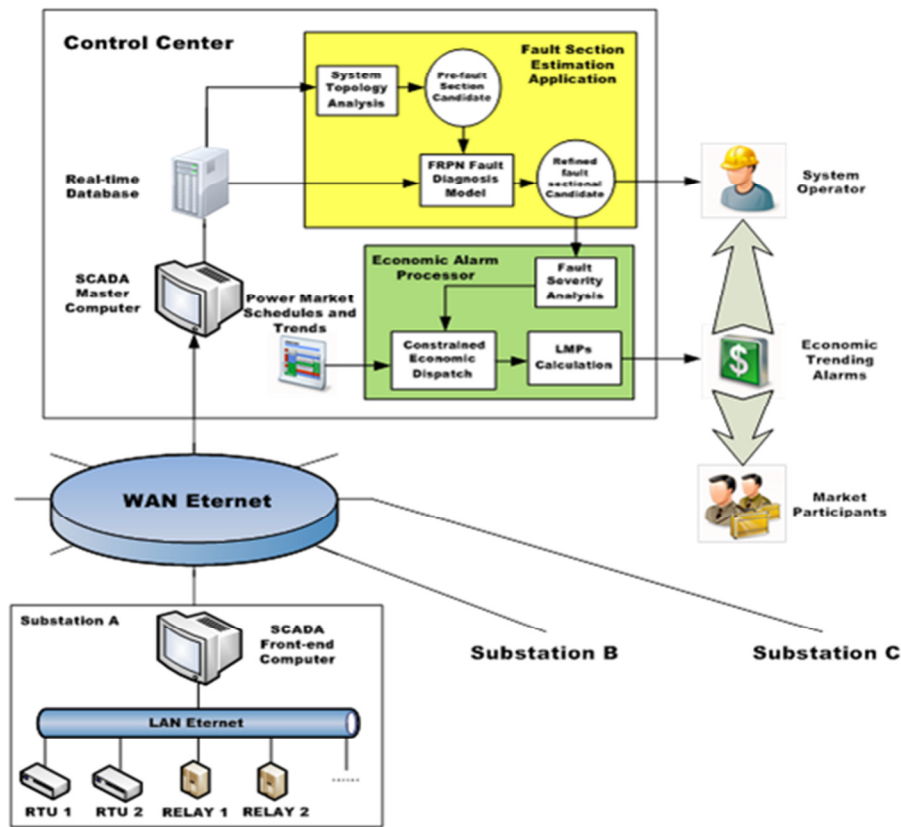 Control Center
Fault Section
Estimation
Application
System
Topology
Analysis
Pre-fault
Section
Candidate
Real-time
Database
FRPN Fault
Diagnosis
Model
Refined
fault
sectional
Candidate
System
Operator
SCADA
Master
Computer
Economic Alarm
Processor
Fault
Severity
Analysis
Power Market
Schedules and
Trends
Constrained
Economic
Dispatch
LMPs
Calculation
$
Economic
Trending
Alarms
WAN Eternet
Market
Participants
Substation A
SCADA
Front-end
Computer
Substation B
Substation C
LAN Eternet
......
RTU 1
RTU 2
RELAY 1
RELAY 2